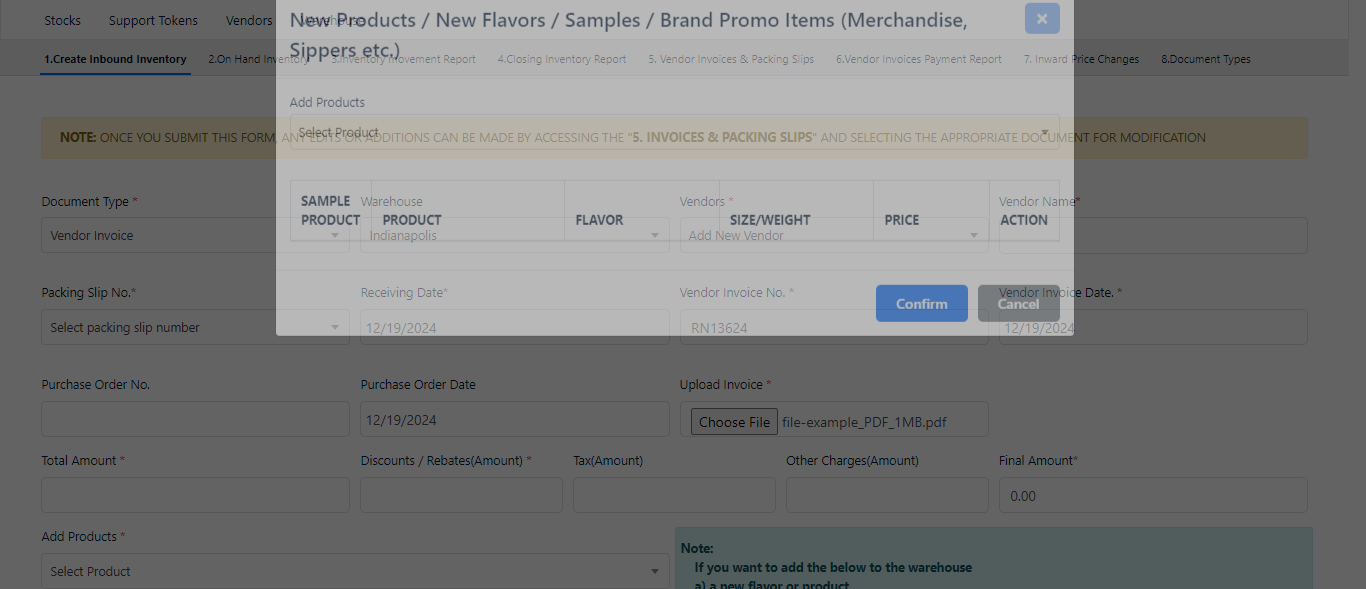 Stocks Support Tokens Vendors Warehouse
New Products / New Flavors / Samples / Brand Promo Items (Merchandise,
Sippers etc.)
×
1.Create Inbound Inventory 2.On Hand Inventory 3.Inventory Movement Report 4.Closing Inventory Report 5. Vendor Invoices & Packing Slips 6.Vendor Invoices Payment Report 7. Inward Price Changes 8.Document Types
Add Products
Select Product
NOTE: ONCE YOU SUBMIT THIS FORM, ANY EDITS OR ADDITIONS CAN BE MADE BY ACCESSING THE "5. INVOICES & PACKING SLIPS" AND SELECTING THE APPROPRIATE DOCUMENT FOR MODIFICATION
SAMPLE PRODUCT PRODUCT FLAVOR SIZE/WEIGHT PRICE ACTION
Document Type * Warehouse Vendors * Vendor Name*
Vendor Invoice Indianapolis Add New Vendor
Confirm Cancel
Packing Slip No.* Receiving Date* Vendor Invoice No. * Vendor Invoice Date. *
Select packing slip number 12/19/2024 RN13624 12/19/2024
Purchase Order No. Purchase Order Date Upload Invoice *
12/19/2024 Choose File file-example_PDF_1MB.pdf
Total Amount * Discounts / Rebates(Amount) * Tax(Amount) Other Charges(Amount) Final Amount*
0.00
Add Products *
Select Product
Note:
If you want to add the below to the warehouse
a) a new flavor or product